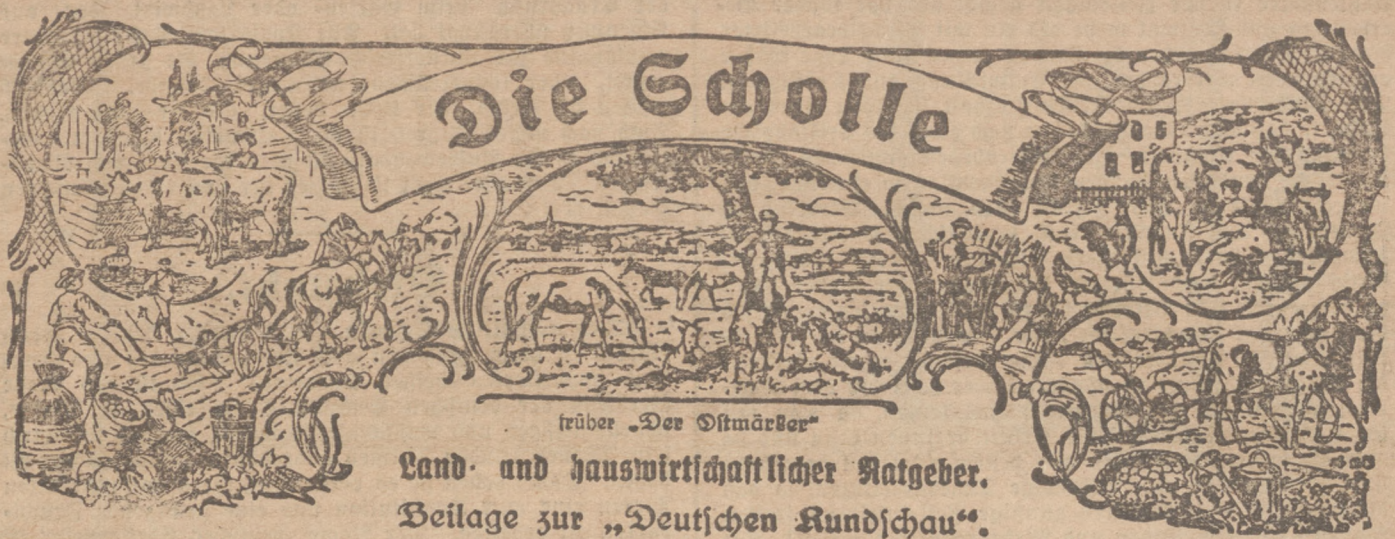 Die Scholle
früher „Der Ostmärker“
Land- und hauswirtschaftlicher Ratgeber.
Beilage zur „Deutschen Rundschau“.